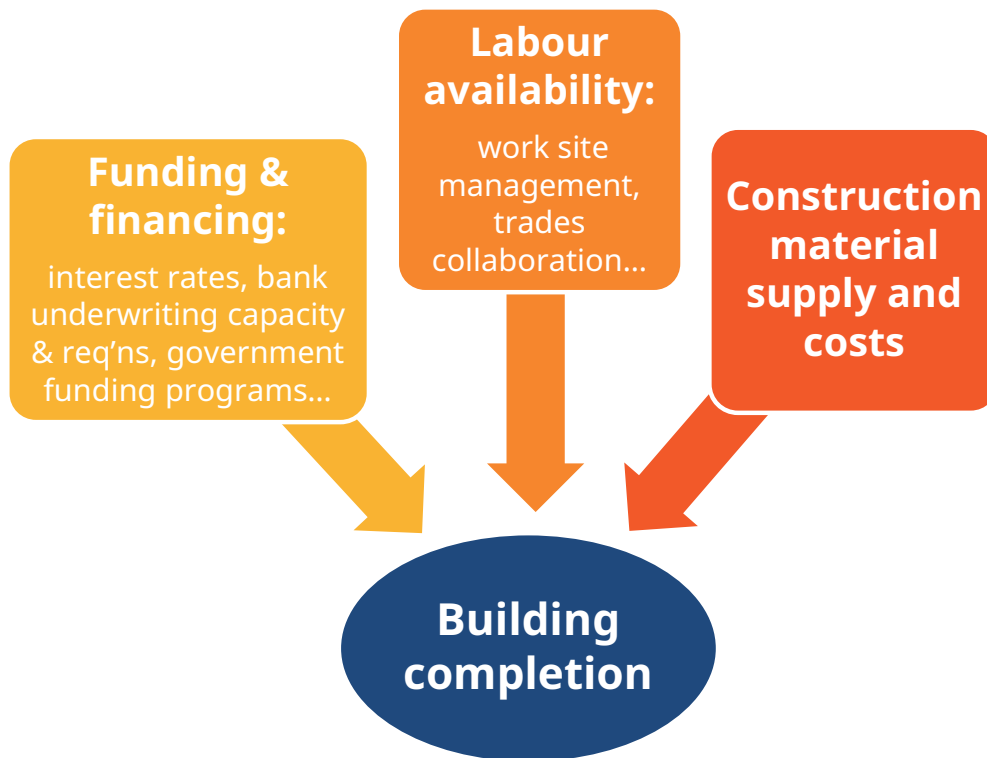 Labour
availability:
work site
management,
trades
collaboration...
Funding &
financing:
interest rates, bank
underwriting capacity
& req’ns, government
funding programs...
Construction
material
supply and
costs
Building
completion